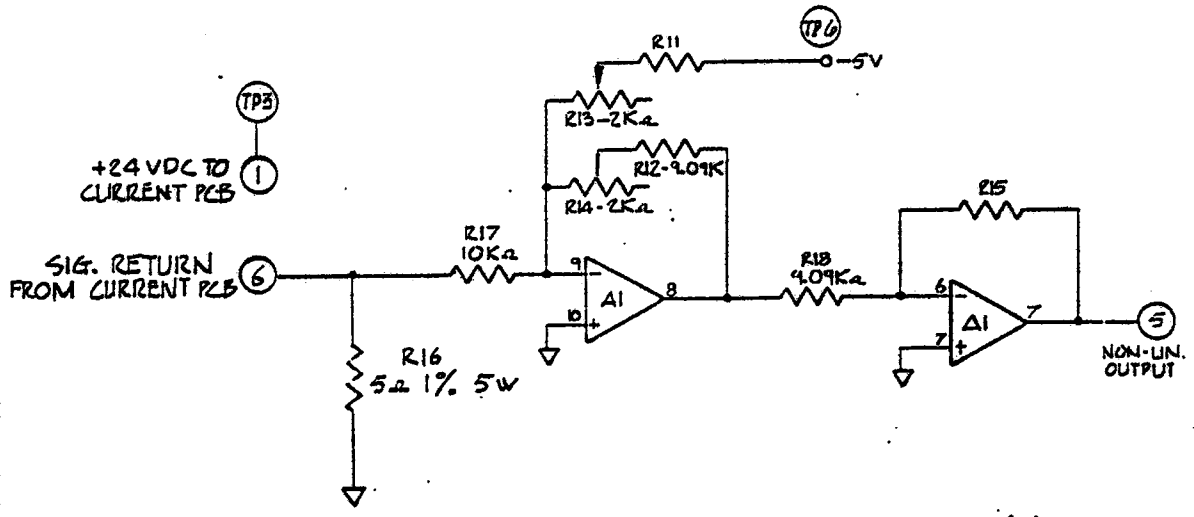 TP6
R11
-5V
TP3
R13-2KΩ
+24 VDC TO
CURRENT PCB
1
R12-9.09K
R14-2KΩ
R15
R17
10KΩ
SIG. RETURN
FROM CURRENT PCB
6
9
-
A1
8
10
+
R18
9.09KΩ
6
-
A1
7
7
+
5
NON-LIN.
OUTPUT
R16
5Ω 1% 5W